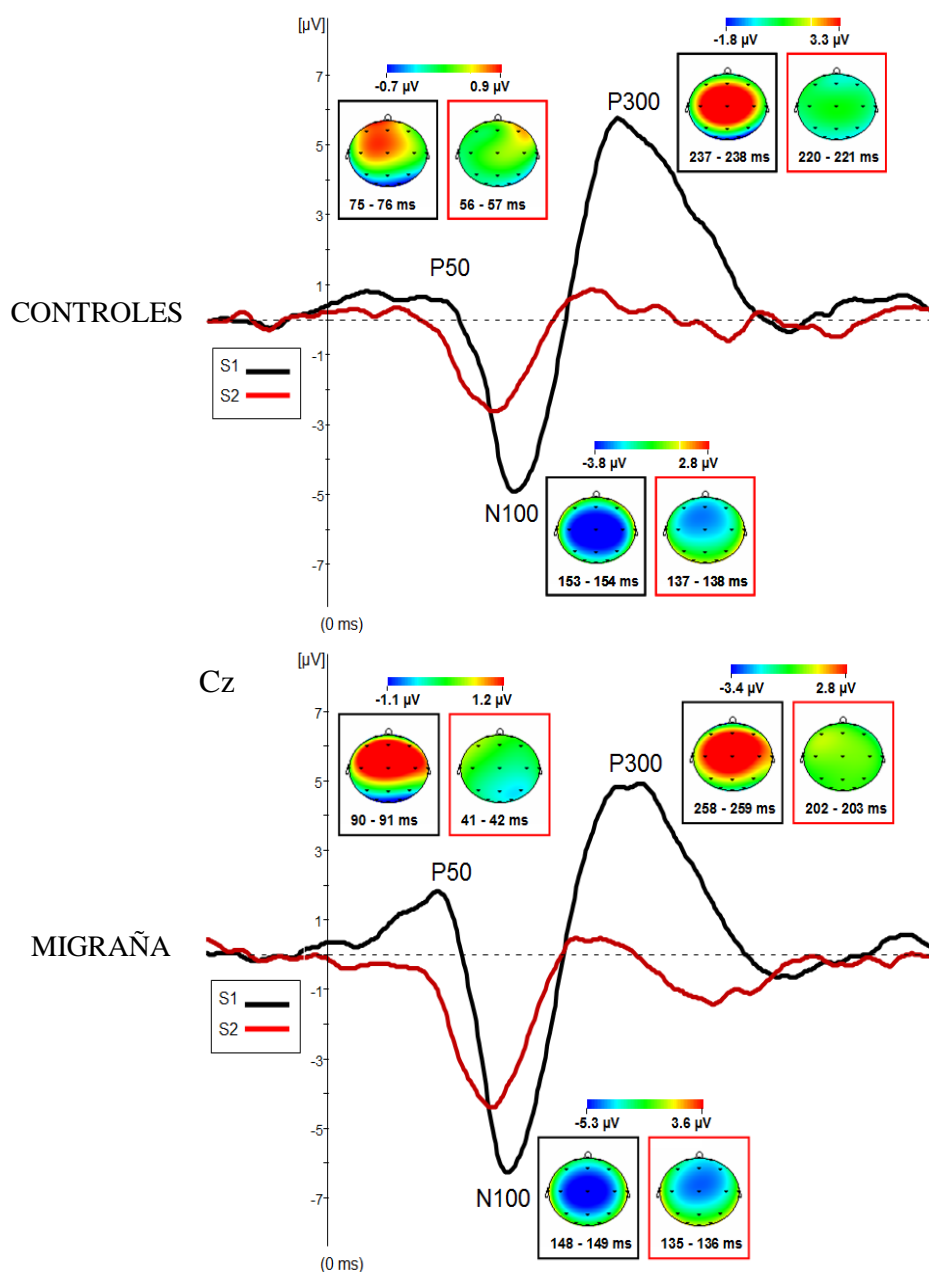 [µV]
-1.8 µV 3.3 µV
-0.7 µV 0.9 µV
P300
7
237 - 238 ms 220 - 221 ms
5
75 - 76 ms 56 - 57 ms
3
P50
1
CONTROLES
-1
S1
S2
-3
-3.8 µV 2.8 µV
-5
N100
-7
153 - 154 ms 137 - 138 ms
(0 ms)
[µV]
Cz
-1.1 µV 1.2 µV
-3.4 µV 2.8 µV
7
P300
5
90 - 91 ms 41 - 42 ms
258 - 259 ms 202 - 203 ms
3
P50
1
MIGRAÑA
-1
S1
S2
-3
-5
-5.3 µV 3.6 µV
-7
N100
148 - 149 ms 135 - 136 ms
(0 ms)